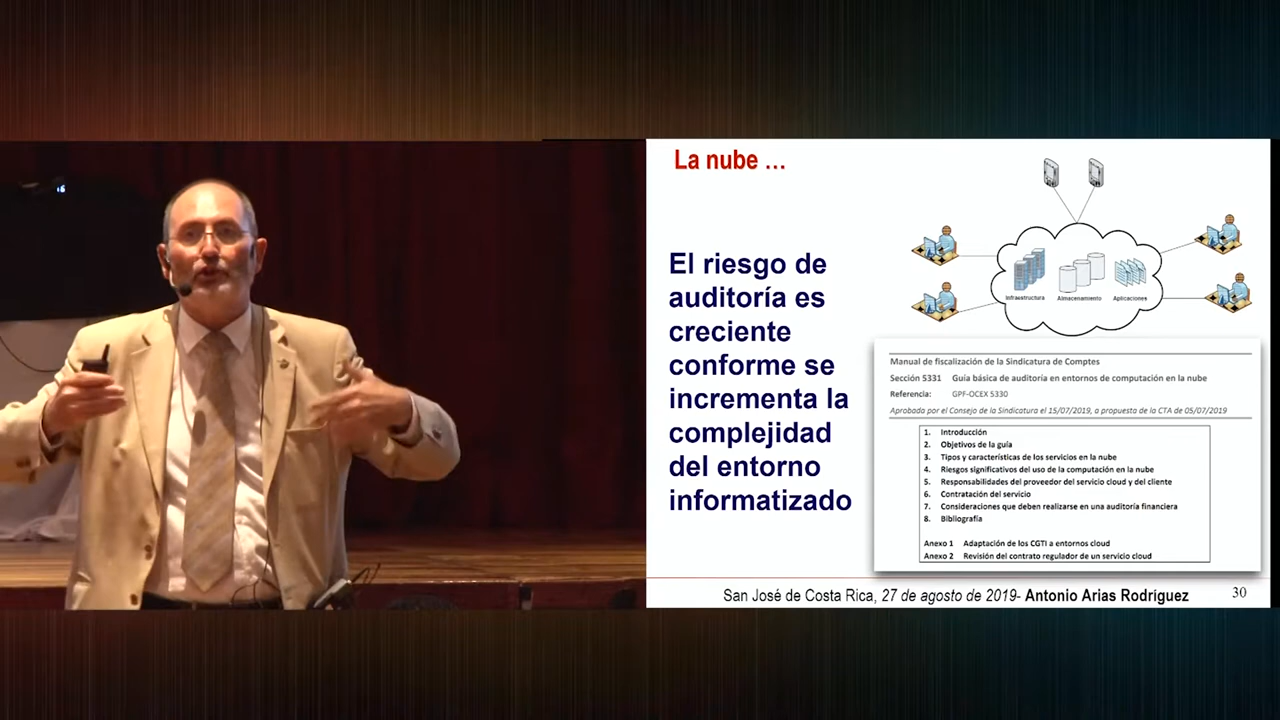 La nube …
El riesgo de
auditoría es
creciente
conforme se
incrementa la
complejidad
del entorno
informatizado
Infraestructura Almacenamiento Aplicaciones
Manual de fiscalización de la Sindicatura de Comptes
Sección 5331 Guía básica de auditoría en entornos de computación en la nube
Referencia: GPF-OCEX 5330
Aprobada por el Consejo de la Sindicatura el 15/07/2019, a propuesta de la CTA de 05/07/2019
1. Introducción
2. Objetivos de la guía
3. Tipos y características de los servicios en la nube
4. Riesgos significativos del uso de la computación en la nube
5. Responsabilidades del proveedor del servicio cloud y del cliente
6. Contratación del servicio
7. Consideraciones que deben realizarse en una auditoría financiera
8. Bibliografía
Anexo 1 Adaptación de los CGTI a entornos cloud
Anexo 2 Revisión del contrato regulador de un servicio cloud
San José de Costa Rica, 27 de agosto de 2019- Antonio Arias Rodríguez 30